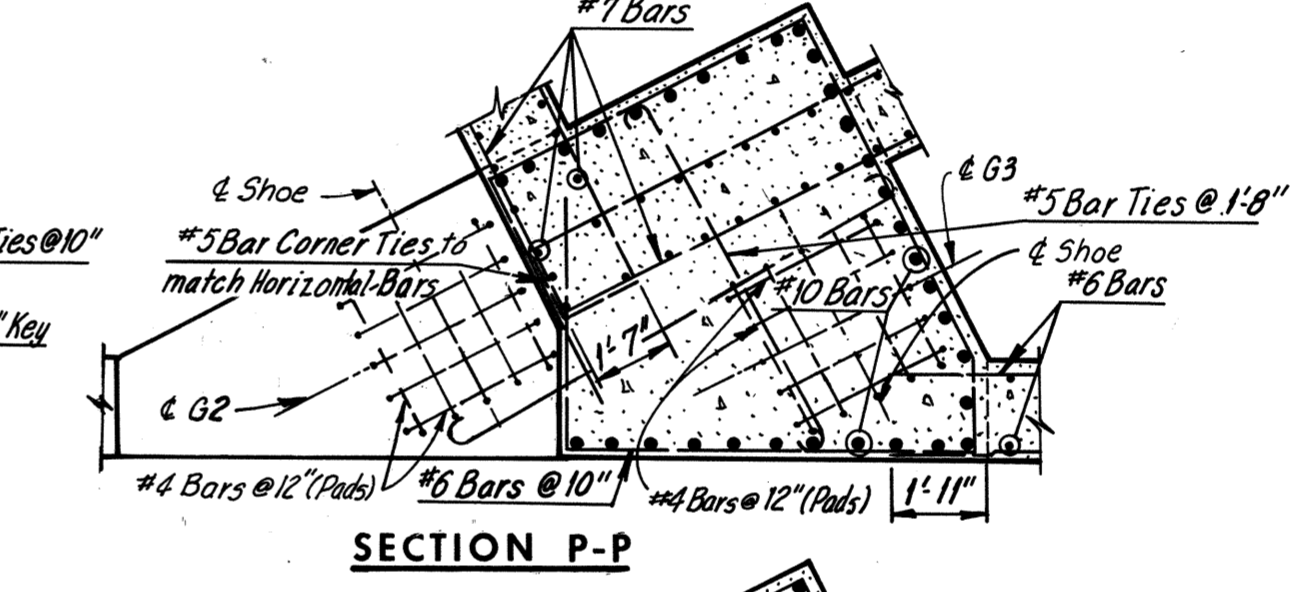 #7 Bars
℄ Shoe
℄ G3
#5 Bar Ties @ 1'-8"
Ties @ 10"
#5 Bar Corner Ties to
match Horizontal Bars
℄ Shoe
#6 Bars
#10 Bars
" Key
1'-7"
℄ G2
#4 Bars @ 12" (Pads)
#6 Bars @ 10"
#4 Bars @ 12" (Pads)
1'-11"
SECTION P-P